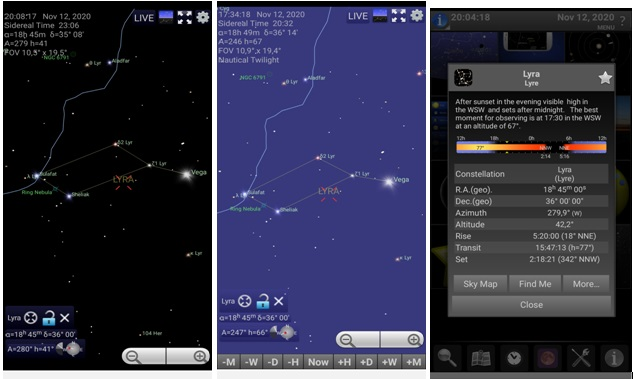 20:08:17 Nov 12, 2020
Sidereal Time 23:06
α=18h 45m δ=35° 08'
A=279 h=41
FOV 10,3° x 19,5°
LIVE
NGC 6791
θ Lyr
Aladfar
δ2 Lyr
ζ1 Lyr
LYRA
Vega
Sulafat
Ring Nebula
Sheliak
κ Lyr
Lyra
α=18h 45m δ=36° 00'
104 Her
A=280° h=41°
17:34:18 Nov 12, 2020
Sidereal Time 20:32
α=18h 49m δ=36° 14'
A=246 h=67
FOV 10,9° x 19,4°
Nautical Twilight
LIVE
NGC 6791
θ Lyr
Aladfar
δ2 Lyr
ζ1 Lyr
LYRA
Vega
Sulafat
Ring Nebula
Sheliak
κ Lyr
Lyra
α=18h 45m δ=36° 00'
A=247° h=66°
-M -W -D -H Now +H +D +W +M
20:04:18 Nov 12, 2020
MENU
Lyra
Lyre
After sunset in the evening visible high in
the WSW and sets after midnight. The best
moment for observing is at 17:30 in the WSW
at an altitude of 67°.
12h 18h 0h 6h 12h
77° NNW NNE
2:14 5:16
Constellation Lyra
(Lyre)
R.A.(geo). 18h 45m 00s
Dec.(geo) 36° 00' 00"
Azimuth 279,9° (W)
Altitude 42,2°
Rise 5:20:00 (18° NNE)
Transit 15:47:13 (h=77°)
Set 2:18:21 (342° NNW)
Sky Map Find Me More...
Close